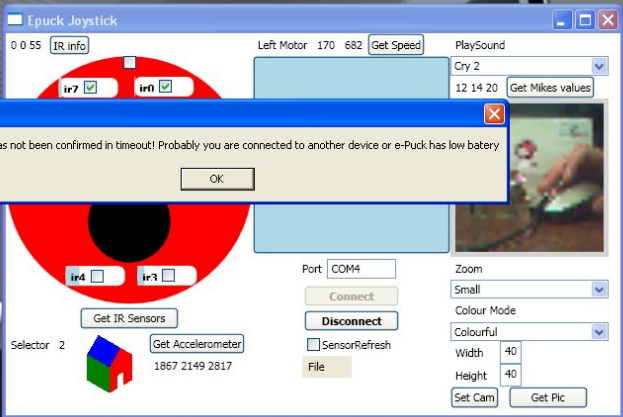 Epuck Joystick
0 0 55 IR info Left Motor 170 682 Get Speed PlaySound
Cry 2
ir7 ir0 12 14 20 Get Mikes values
as not been confirmed in timeout! Probably you are connected to another device or e-Puck has low batery
OK
ir4 ir3 Port COM4 Zoom
Small
Connect
Colour Mode
Get IR Sensors Disconnect Colourful
Selector 2 Get Accelerometer SensorRefresh Width 40
1867 2149 2817 File Height 40
Set Cam Get Pic